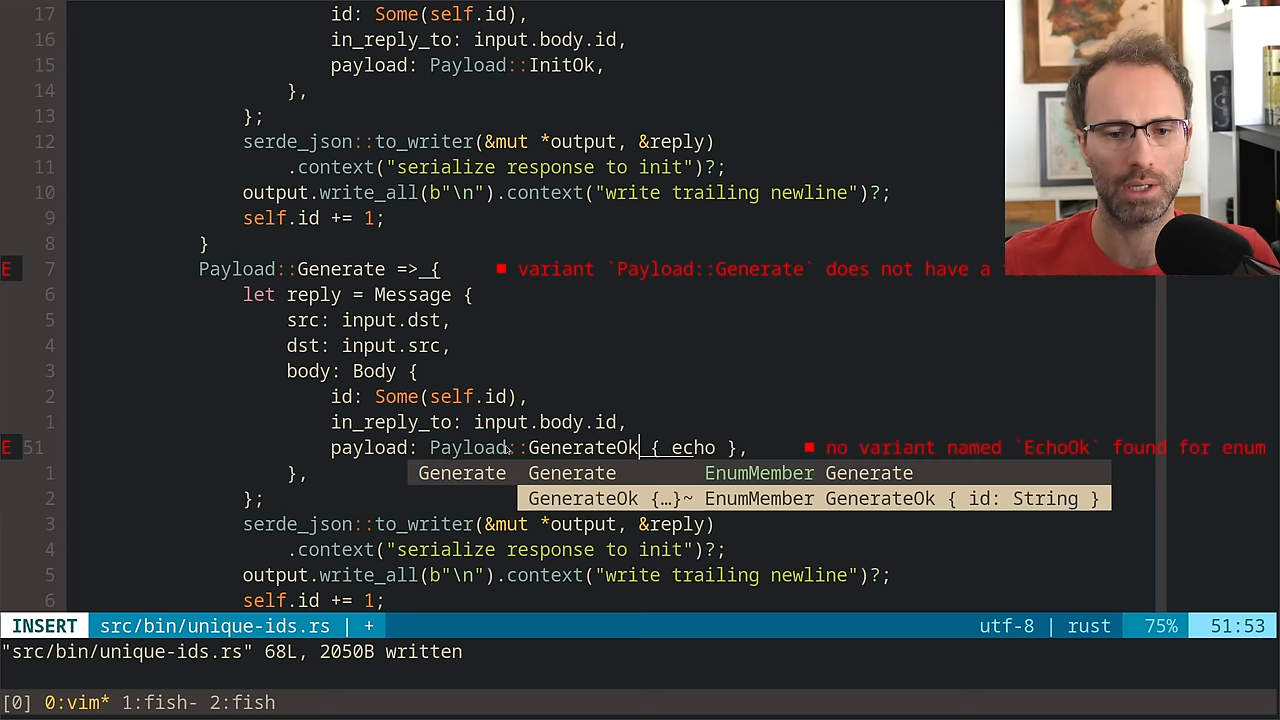 17 id: Some(self.id),
16 in_reply_to: input.body.id,
15 payload: Payload::InitOk,
14 },
13 };
12 serde_json::to_writer(&mut *output, &reply)
11 .context("serialize response to init")?;
10 output.write_all(b"\n").context("write trailing newline")?;
9 self.id += 1;
8 }
E 7 Payload::Generate => { ■ variant `Payload::Generate` does not have a
6 let reply = Message {
5 src: input.dst,
4 dst: input.src,
3 body: Body {
2 id: Some(self.id),
1 in_reply_to: input.body.id,
E 51 payload: Payload::GenerateOk { echo }, ■ no variant named `EchoOk` found for enum
1 }, Generate Generate EnumMember Generate
2 }; GenerateOk {…}~ EnumMember GenerateOk { id: String }
3 serde_json::to_writer(&mut *output, &reply)
4 .context("serialize response to init")?;
5 output.write_all(b"\n").context("write trailing newline")?;
6 self.id += 1;
INSERT src/bin/unique-ids.rs | + utf-8 | rust 75% 51:53
"src/bin/unique-ids.rs" 68L, 2050B written
[0] 0:vim* 1:fish- 2:fish